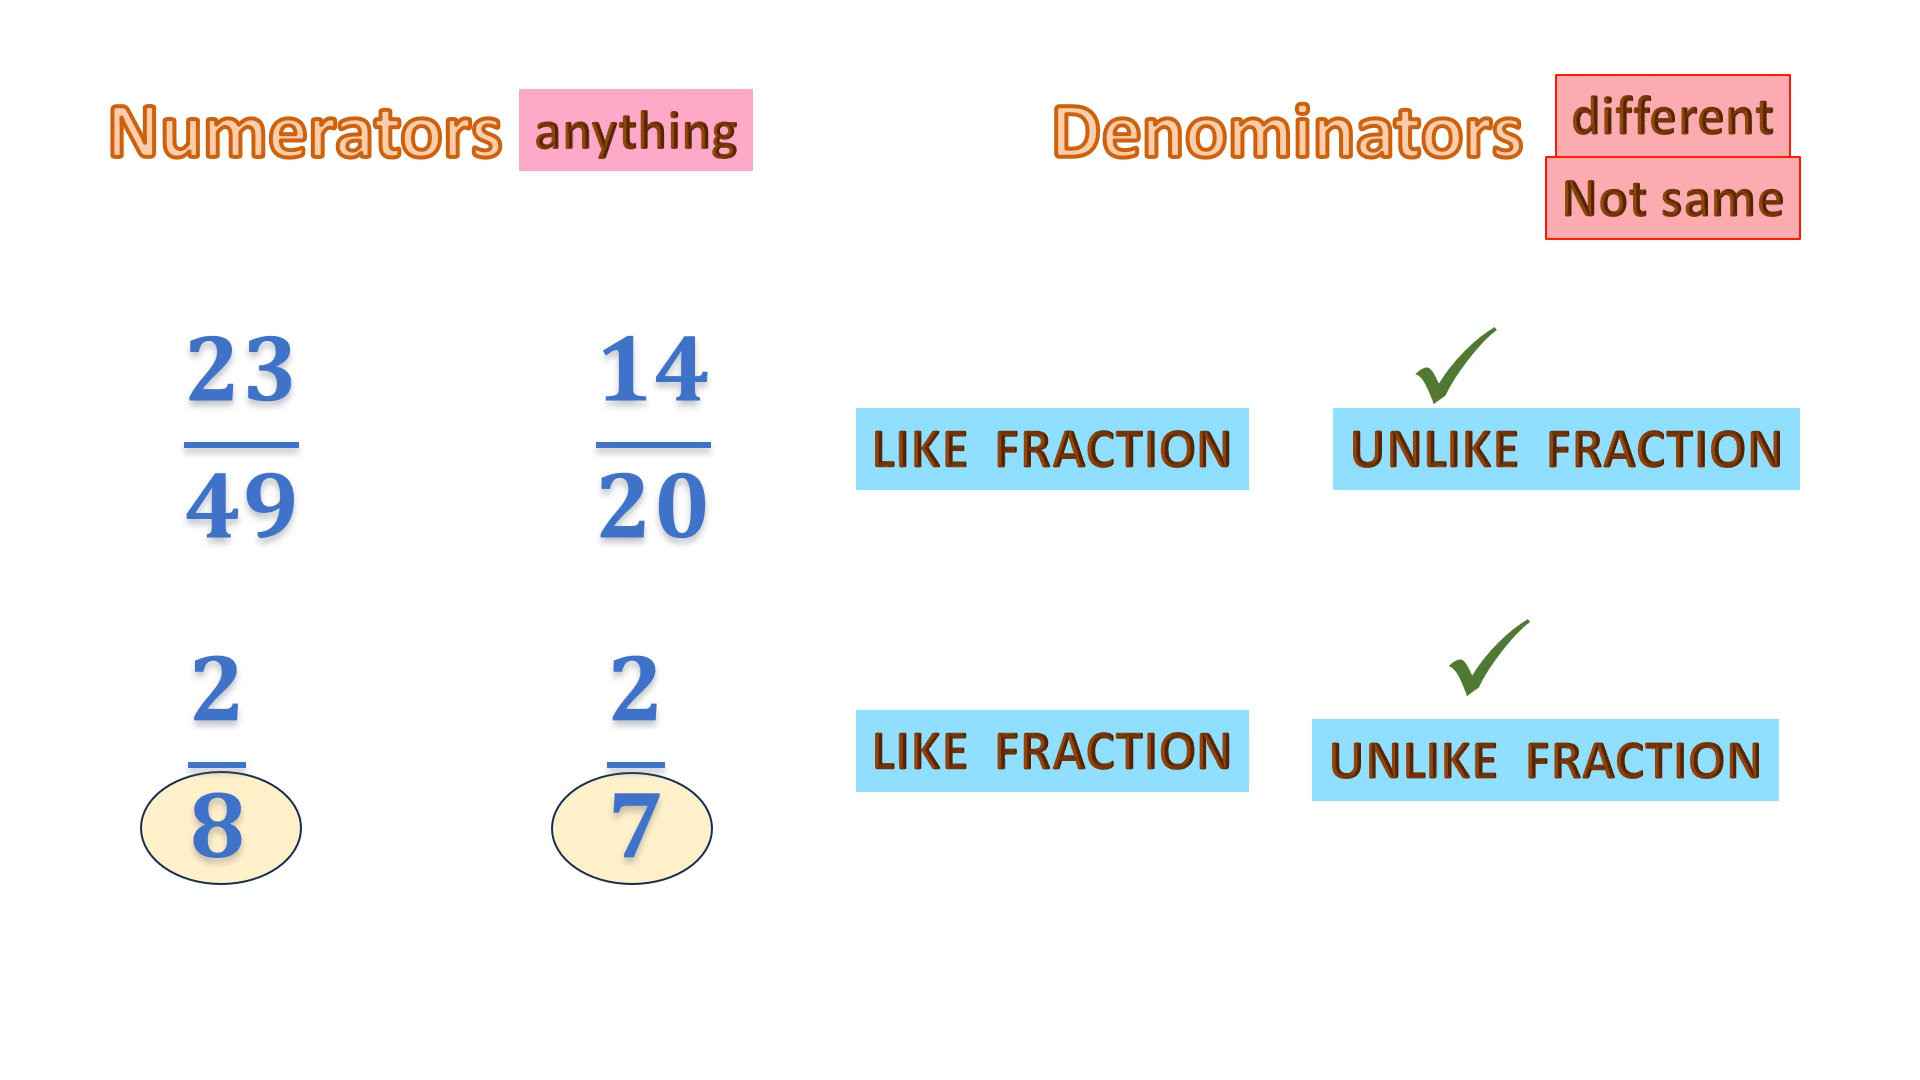 Numerators anything
Denominators different
Not same
23 14
49 20
LIKE FRACTION UNLIKE FRACTION
2 2
8 7
LIKE FRACTION UNLIKE FRACTION